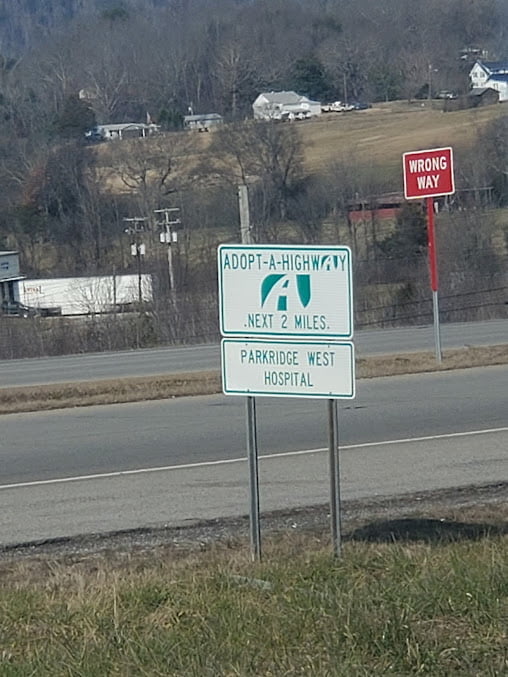 WRONG
WAY
ADOPT-A-HIGHWAY
A
.NEXT 2 MILES.
PARKRIDGE WEST
HOSPITAL